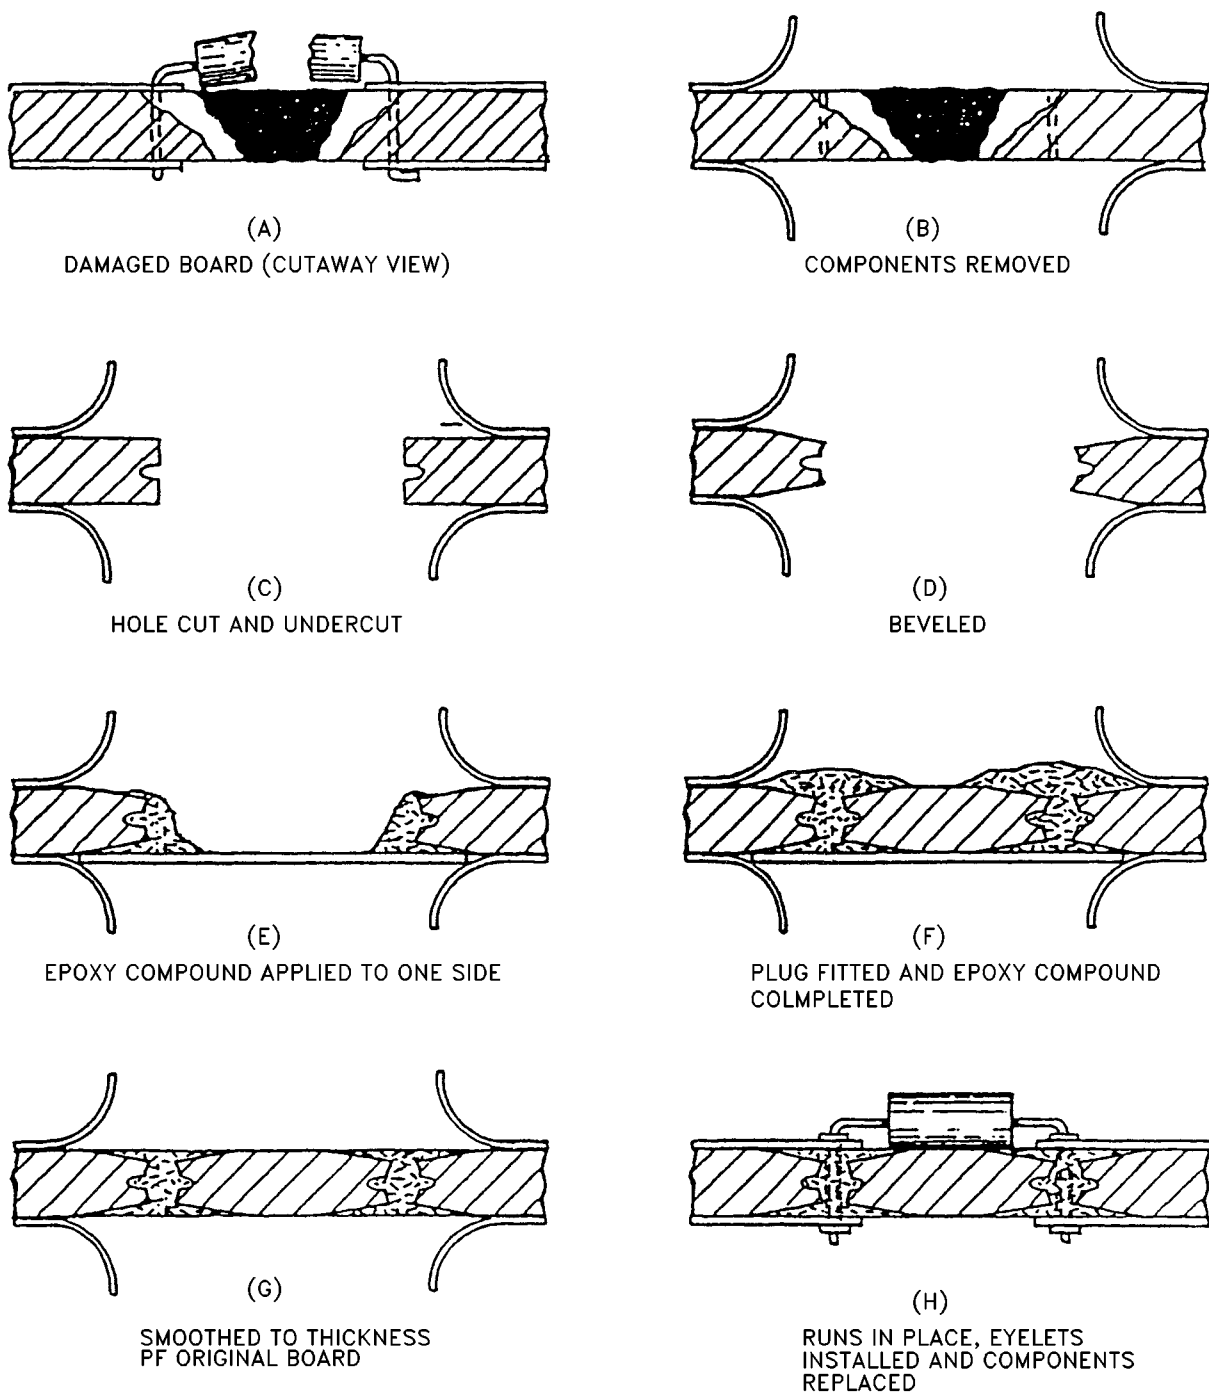 (A)
DAMAGED BOARD (CUTAWAY VIEW)
(B)
COMPONENTS REMOVED
(C)
HOLE CUT AND UNDERCUT
(D)
BEVELED
(E)
EPOXY COMPOUND APPLIED TO ONE SIDE
(F)
PLUG FITTED AND EPOXY COMPOUND
COLMPLETED
(G)
SMOOTHED TO THICKNESS
PF ORIGINAL BOARD
(H)
RUNS IN PLACE, EYELETS
INSTALLED AND COMPONENTS
REPLACED